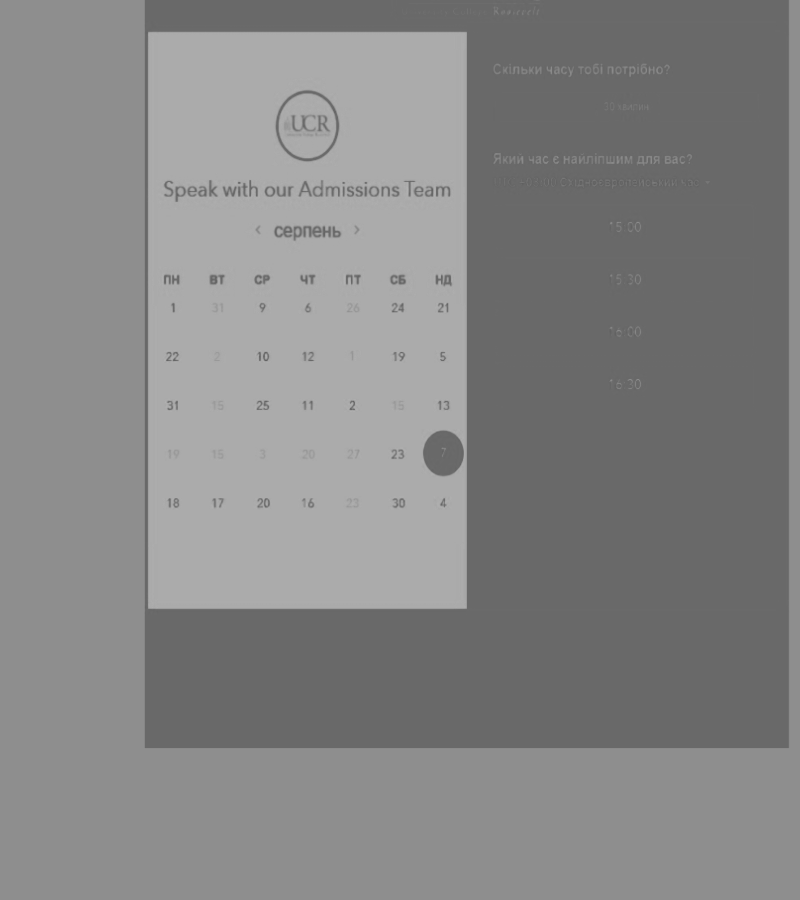 UCR
Speak with our Admissions Team
‹ серпень ›
ПН ВТ СР ЧТ ПТ СБ НД
1 31 9 6 26 24 21
22 2 10 12 1 19 5
31 15 25 11 2 15 13
19 15 3 20 27 23 7
18 17 20 16 23 30 4
Скільки часу тобі потрібно?
30 хвилин
Який час є найліпшим для вас?
15:00
15:30
16:00
16:30